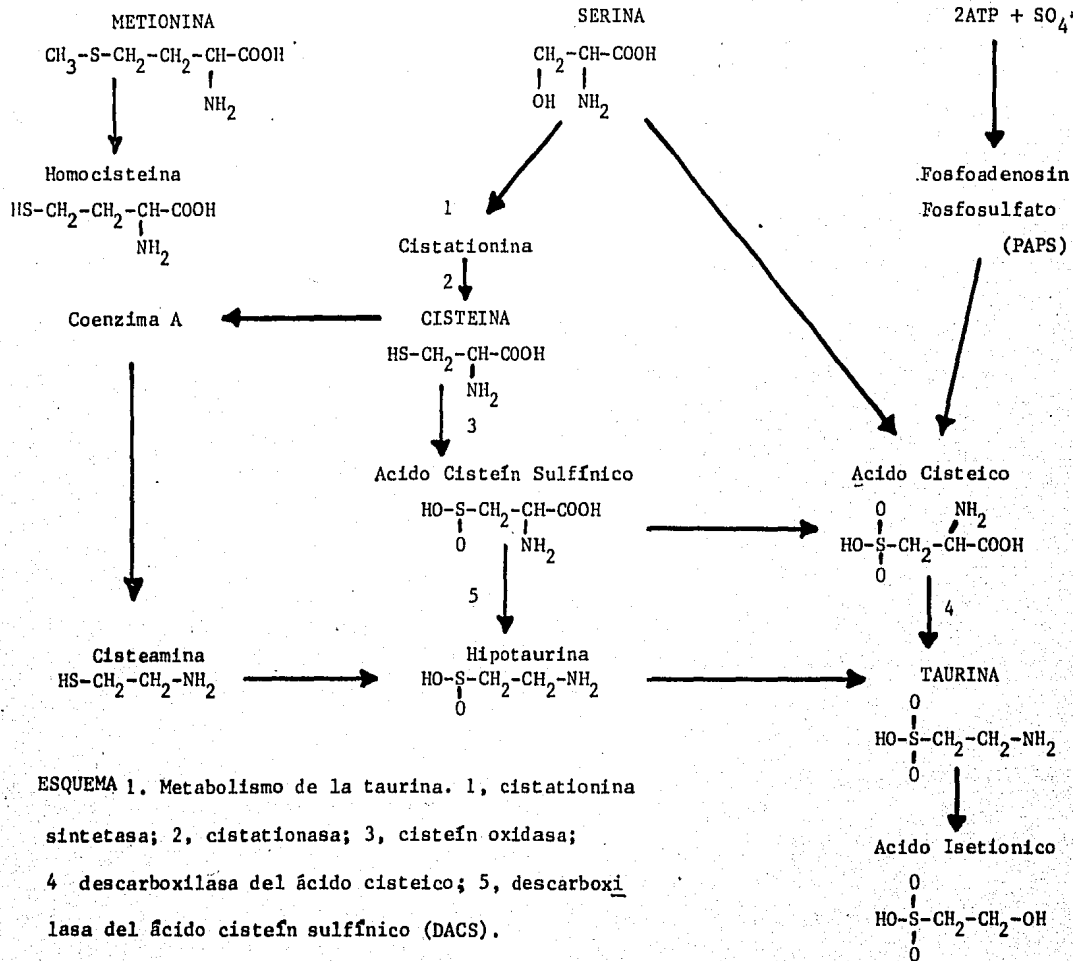 METIONINA
CH3-S-CH2-CH2-CH-COOH
NH2
SERINA
CH2-CH-COOH
OH NH2
2ATP + SO4
Homocisteina
HS-CH2-CH2-CH-COOH
NH2
1
Cistationina
2
Fosfoadenosin
Fosfosulfato
(PAPS)
Coenzima A
CISTEINA
HS-CH2-CH-COOH
NH2
3
Acido Cisteín Sulfínico
HO-S-CH2-CH-COOH
O NH2
Acido Cisteico
O NH2
HO-S-CH2-CH-COOH
O
5
4
Cisteamina
HS-CH2-CH2-NH2
Hipotaurina
HO-S-CH2-CH2-NH2
O
TAURINA
O
HO-S-CH2-CH2-NH2
O
Acido Isetionico
O
HO-S-CH2-CH2-OH
O
ESQUEMA 1. Metabolismo de la taurina. 1, cistationina
sintetasa; 2, cistationasa; 3, cisteín oxidasa;
4 descarboxilasa del ácido cisteico; 5, descarboxi
lasa del ácido cisteín sulfínico (DACS).